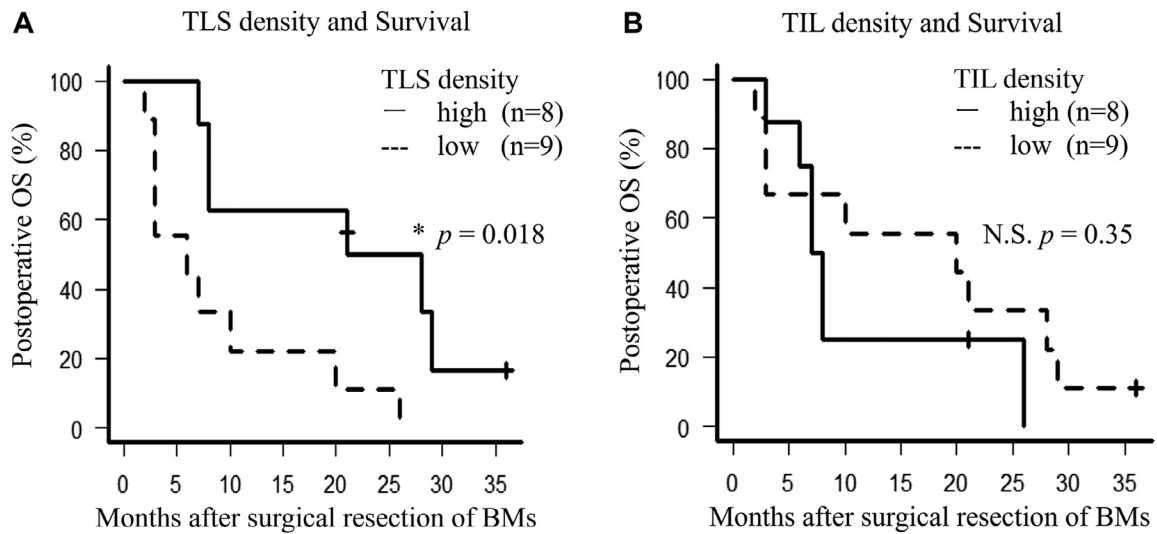 A
TLS density and Survival
TLS density
high (n=8)
low (n=9)
* p = 0.018
Postoperative OS (%)
100
80
60
40
20
0
0 5 10 15 20 25 30 35
Months after surgical resection of BMs
B
TIL density and Survival
TIL density
high (n=8)
low (n=9)
N.S. p = 0.35
Postoperative OS (%)
100
80
60
40
20
0
0 5 10 15 20 25 30 35
Months after surgical resection of BMs